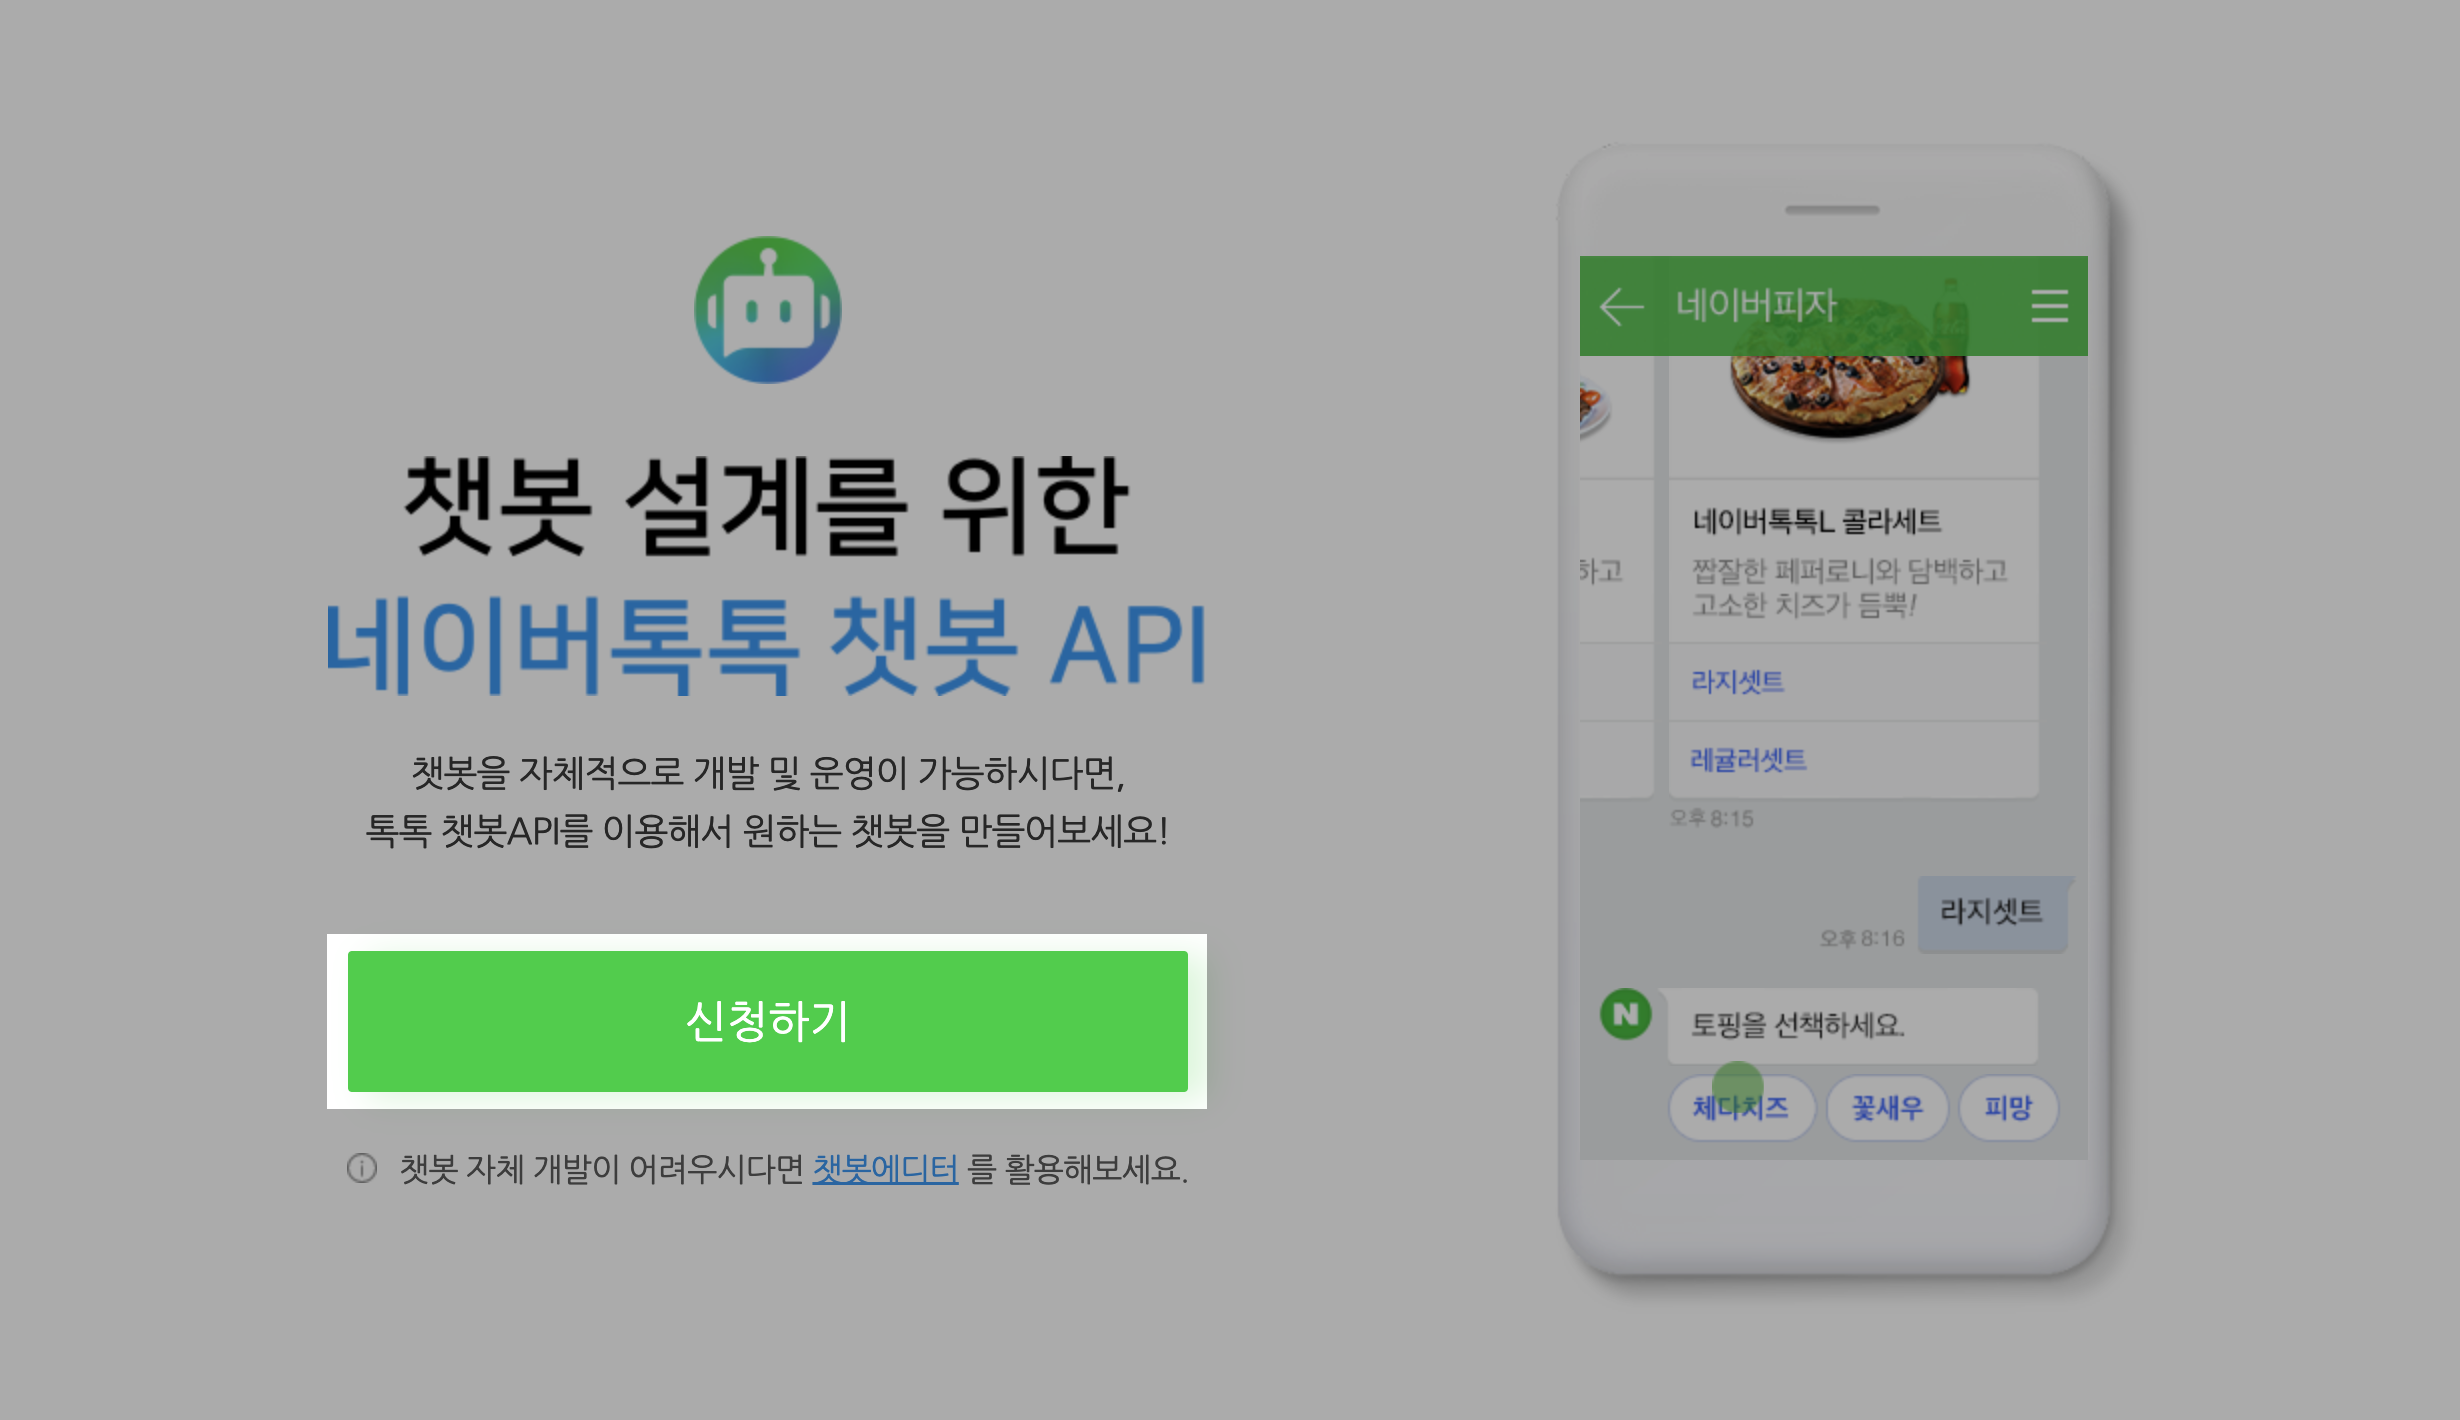 챗봇 설계를 위한
네이버톡톡 챗봇 API
챗봇을 자체적으로 개발 및 운영이 가능하시다면,
톡톡 챗봇API를 이용해서 원하는 챗봇을 만들어보세요!
신청하기
챗봇 자체 개발이 어려우시다면 챗봇에디터 를 활용해보세요.
네이버피자
네이버톡톡L 콜라세트
하고
짭잘한 페퍼로니와 담백하고
고소한 치즈가 듬뿍!
라지셋트
레귤러셋트
오후 8:15
라지셋트
오후 8:16
N
토핑을 선책하세요.
체다치즈
꽃새우
피망